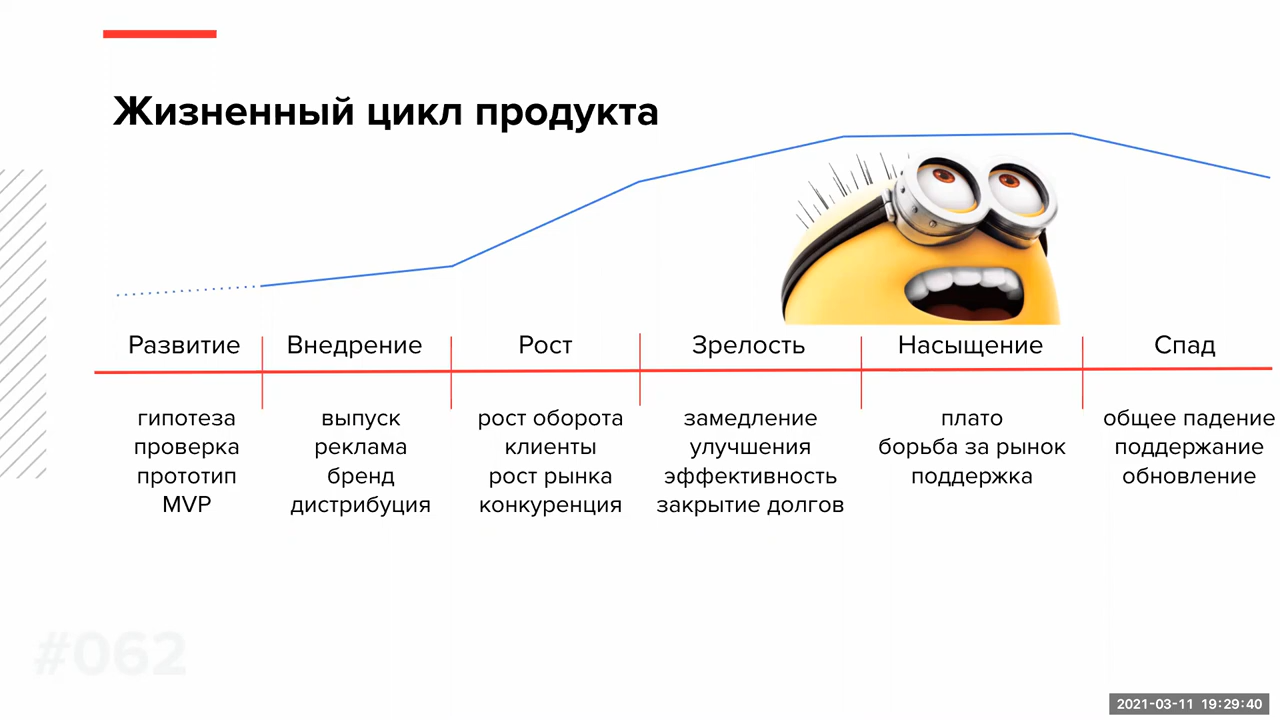 Жизненный цикл продукта
Развитие
Внедрение
Рост
Зрелость
Насыщение
Спад
гипотеза
проверка
прототип
MVP
выпуск
реклама
бренд
дистрибуция
рост оборота
клиенты
рост рынка
конкуренция
замедление
улучшения
эффективность
закрытие долгов
плато
борьба за рынок
поддержка
общее падение
поддержание
обновление
#062
2021-03-11 19:29:40